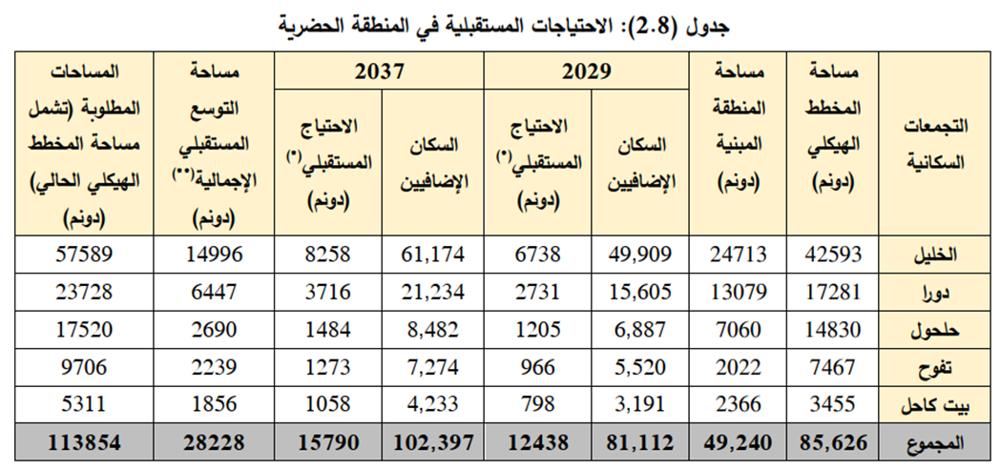 جدول (2.8): الاحتياجات المستقبلية في المنطقة الحضرية
التجمعات السكانية | مساحة المخطط الهيكلي (دونم) | مساحة المنطقة المبنية (دونم) | 2029 | 2037 | مساحة التوسع المستقبلي الإجمالية(**) (دونم) | المساحات المطلوبة (تشمل مساحة المخطط الهيكلي الحالي) (دونم)
السكان الإضافيين | الاحتياج المستقبلي(*) (دونم) | السكان الإضافيين | الاحتياج المستقبلي(*) (دونم)
الخليل | 42593 | 24713 | 49,909 | 6738 | 61,174 | 8258 | 14996 | 57589
دورا | 17281 | 13079 | 15,605 | 2731 | 21,234 | 3716 | 6447 | 23728
حلحول | 14830 | 7060 | 6,887 | 1205 | 8,482 | 1484 | 2690 | 17520
تفوح | 7467 | 2022 | 5,520 | 966 | 7,274 | 1273 | 2239 | 9706
بيت كاحل | 3455 | 2366 | 3,191 | 798 | 4,233 | 1058 | 1856 | 5311
المجموع | 85,626 | 49,240 | 81,112 | 12438 | 102,397 | 15790 | 28228 | 113854